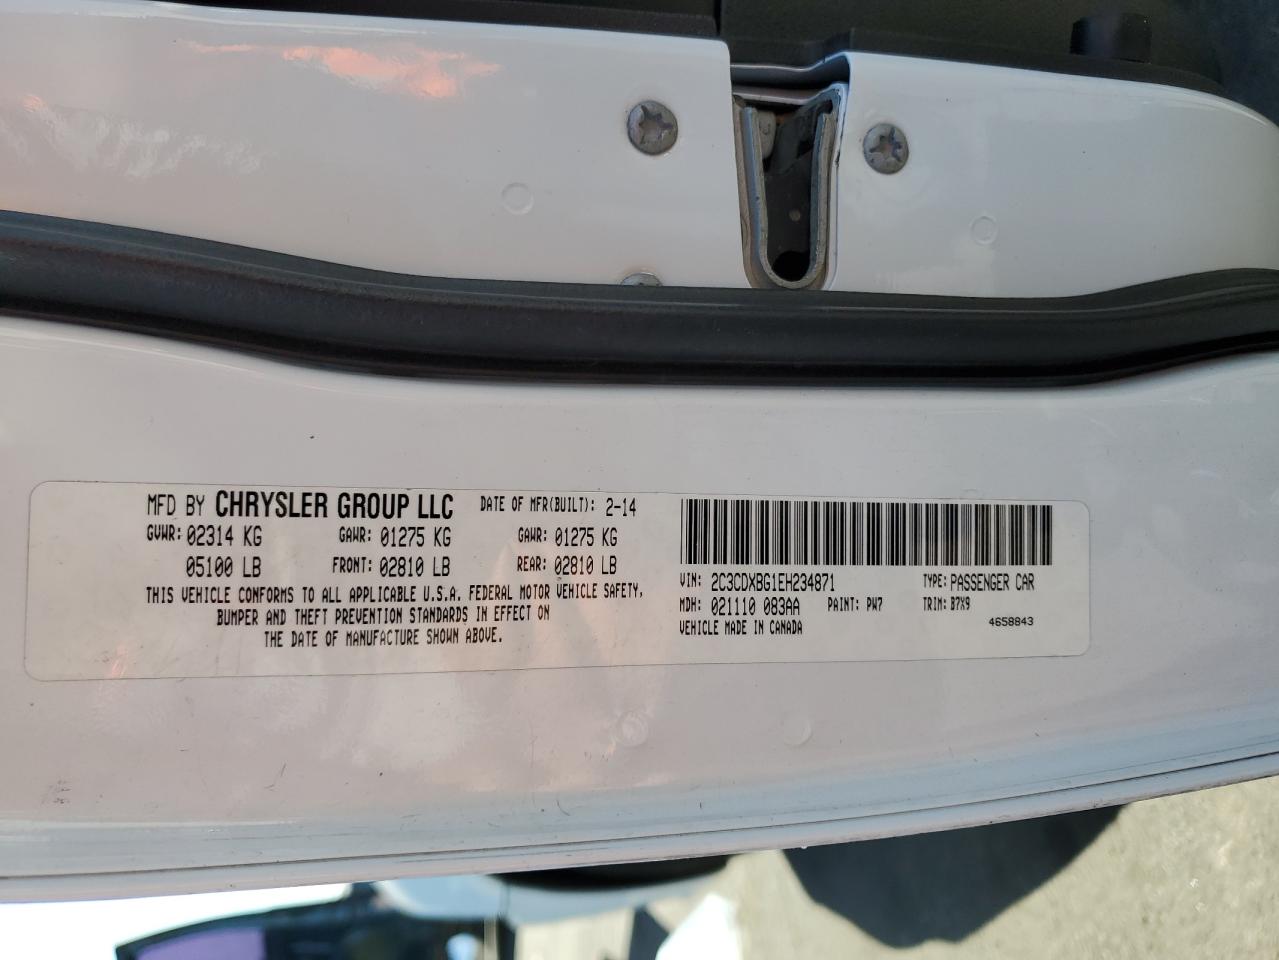 MFD BY CHRYSLER GROUP LLC DATE OF MFR(BUILT): 2-14
GVWR: 02314 KG GAWR: 01275 KG GAWR: 01275 KG
05100 LB FRONT: 02810 LB REAR: 02810 LB
THIS VEHICLE CONFORMS TO ALL APPLICABLE U.S.A. FEDERAL MOTOR VEHICLE SAFETY,
BUMPER AND THEFT PREVENTION STANDARDS IN EFFECT ON
THE DATE OF MANUFACTURE SHOWN ABOVE.
VIN: 2C3CDXBG1EH234871 TYPE: PASSENGER CAR
MDH: 021110 083AA PAINT: PW7 TRIM: B7X9
VEHICLE MADE IN CANADA 4658843